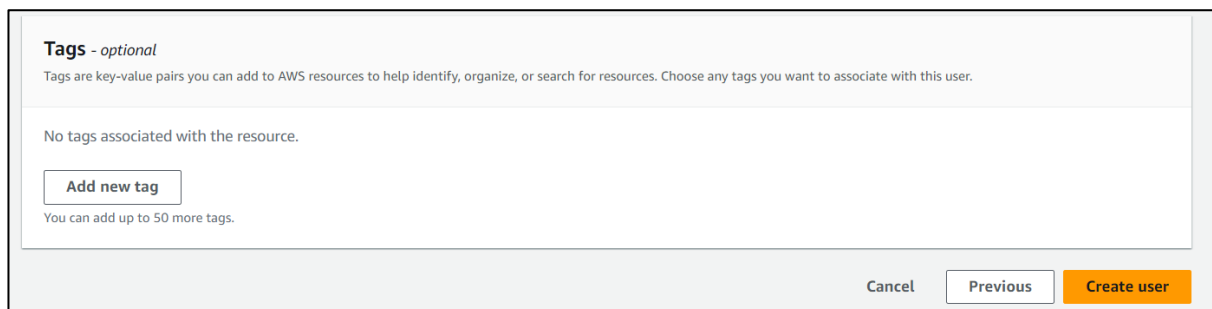 Tags - optional
Tags are key-value pairs you can add to AWS resources to help identify, organize, or search for resources. Choose any tags you want to associate with this user.
No tags associated with the resource.
Add new tag
You can add up to 50 more tags.
Cancel Previous Create user